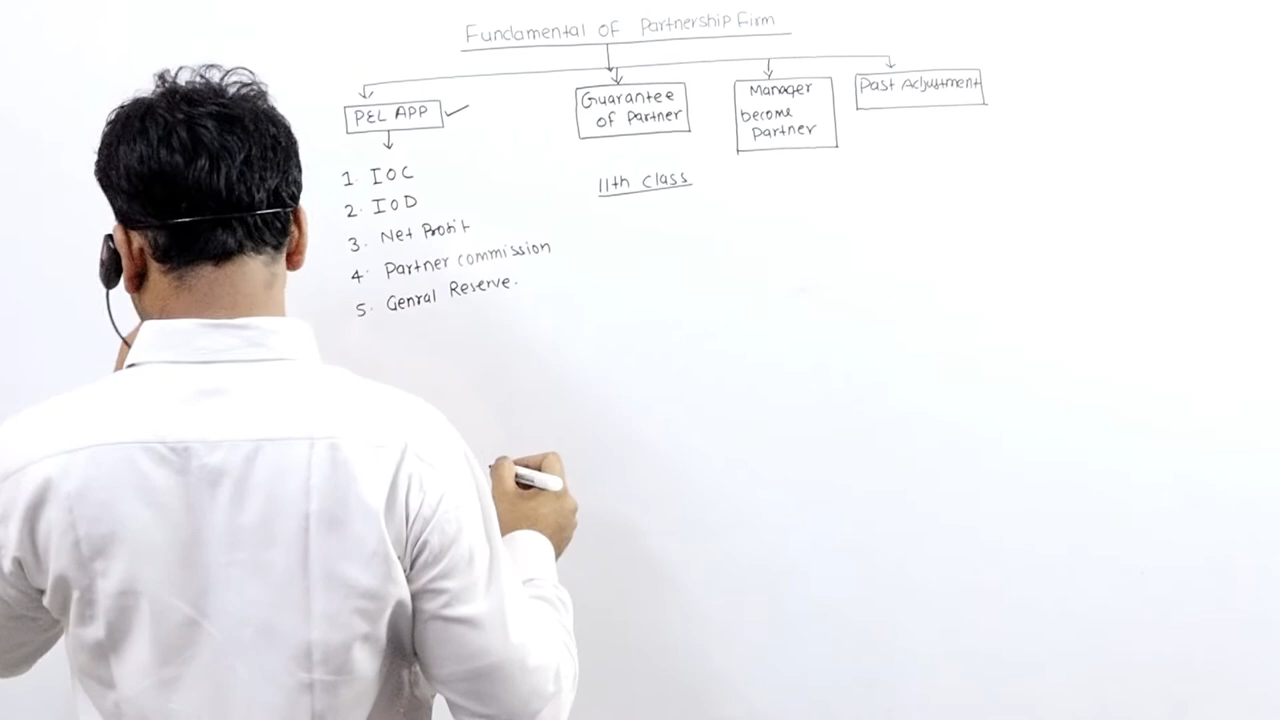 Fundamental OF Partnership Firm
P&L APP
Guarantee
of Partner
Manager
become
Partner
Past Adjustment
1. IOC
2. IOD
3. Net Profit
4. Partner commission
5. Genral Reserve.
11th class